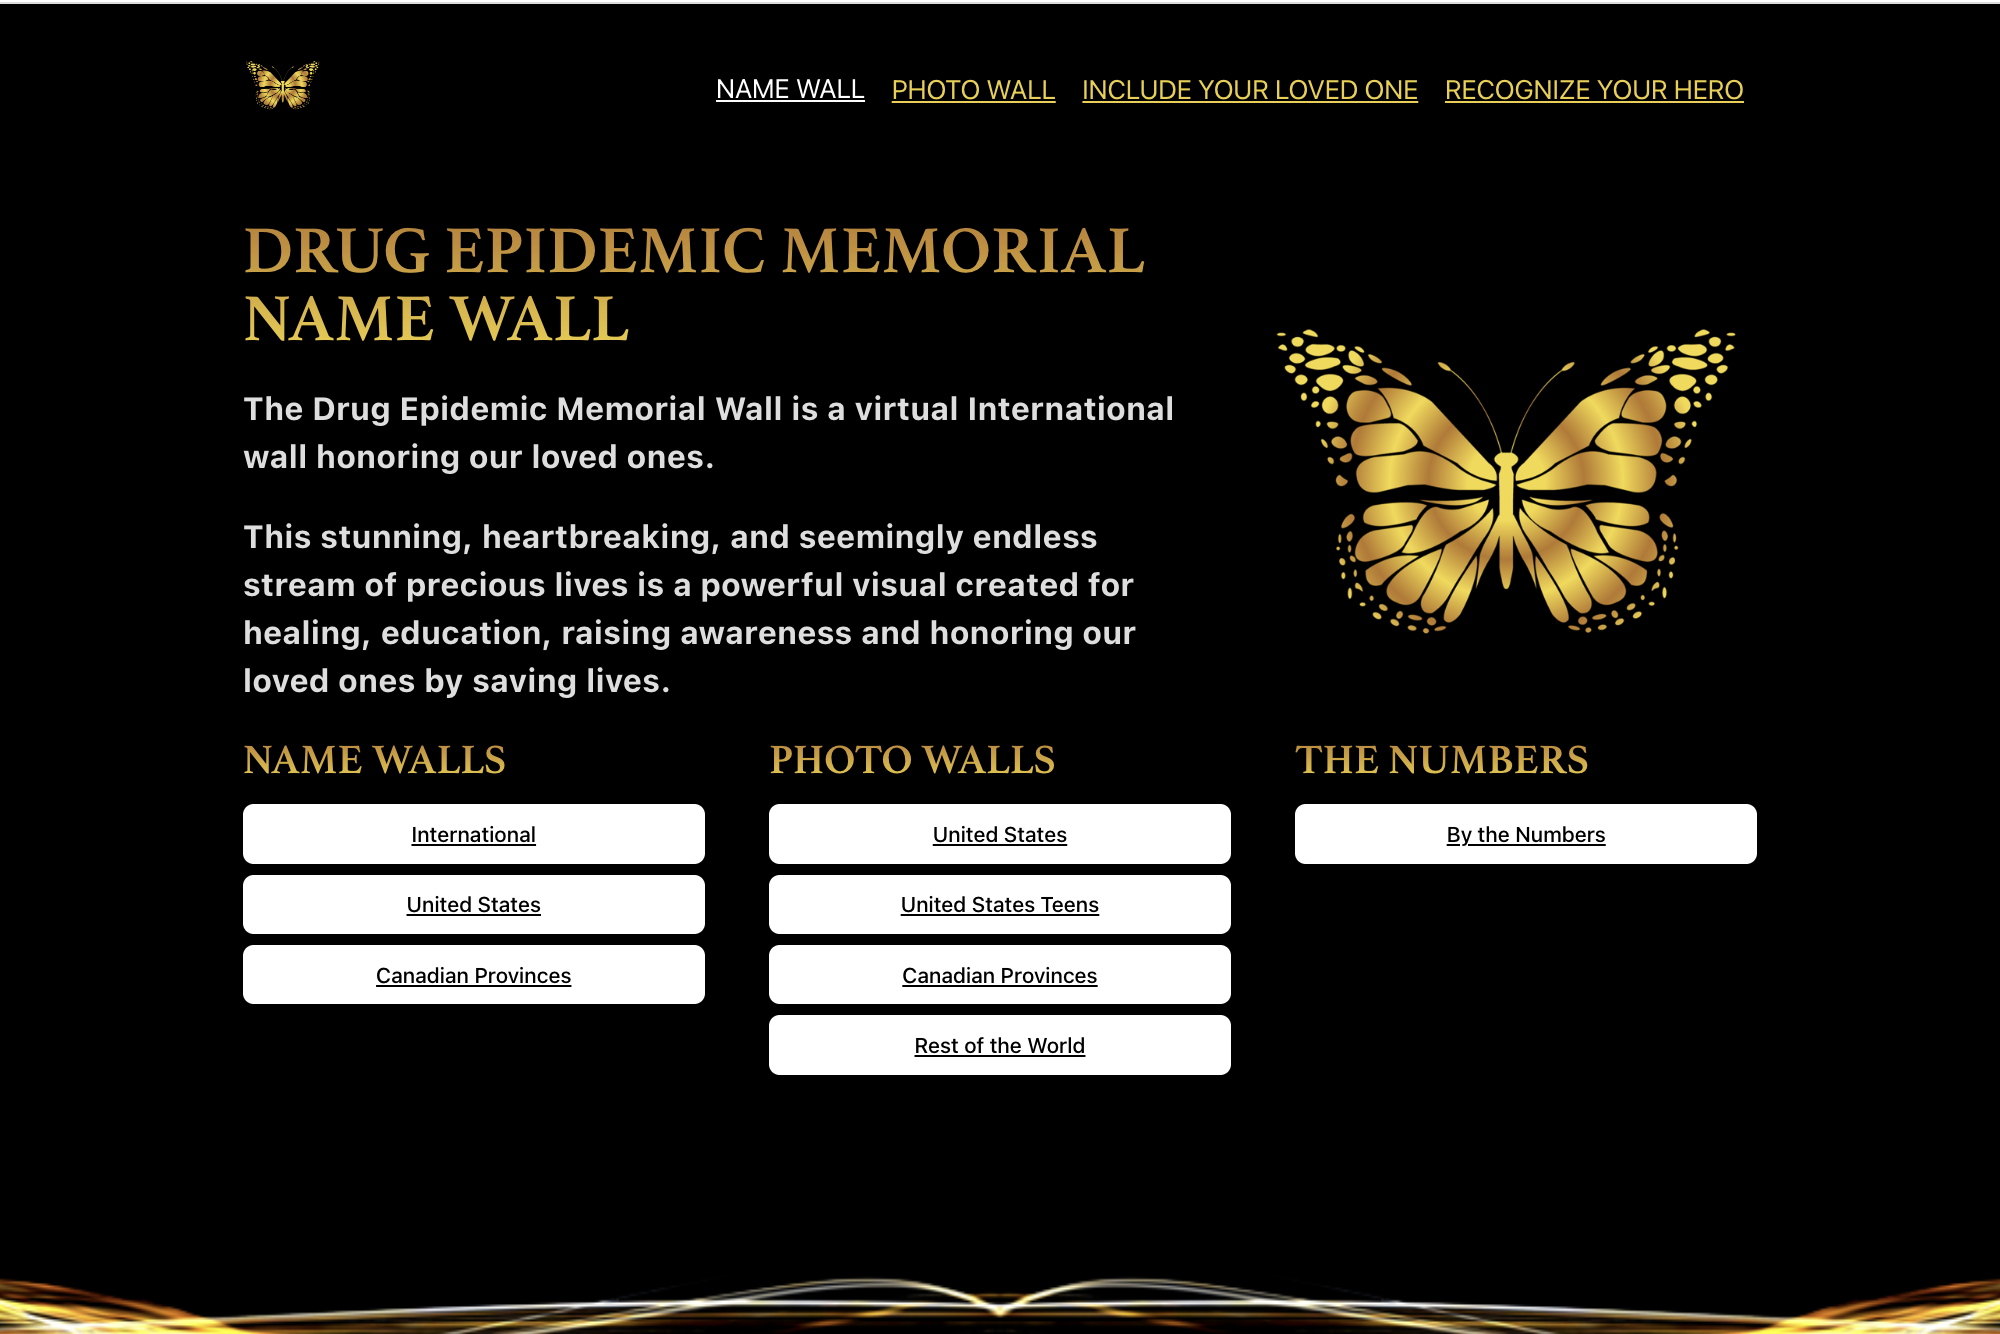 NAME WALL
PHOTO WALL
INCLUDE YOUR LOVED ONE
RECOGNIZE YOUR HERO
DRUG EPIDEMIC MEMORIAL
NAME WALL
The Drug Epidemic Memorial Wall is a virtual International
wall honoring our loved ones.
This stunning, heartbreaking, and seemingly endless
stream of precious lives is a powerful visual created for
healing, education, raising awareness and honoring our
loved ones by saving lives.
NAME WALLS
International
United States
Canadian Provinces
PHOTO WALLS
United States
United States Teens
Canadian Provinces
Rest of the World
THE NUMBERS
By the Numbers